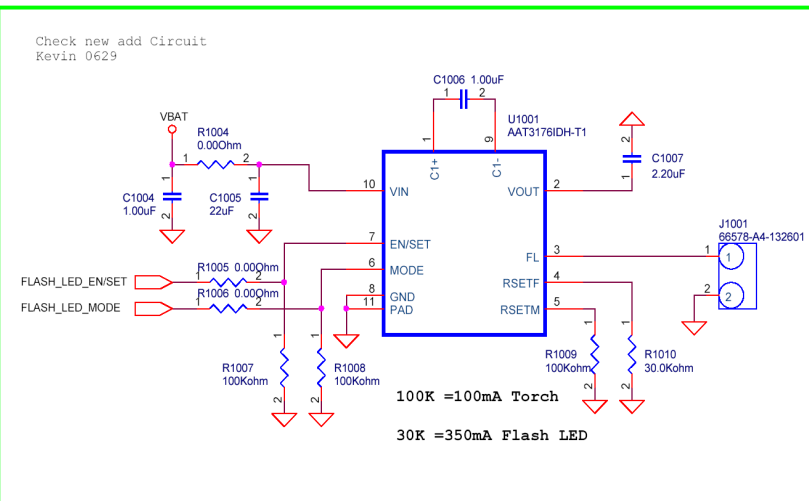 Check new add Circuit
Kevin 0629
C1006 1.00uF
1 2
U1001
AAT3176IDH-T1
VBAT
R1004
0.00Ohm
1 2
1 9
C1+ C1-
2
C1007
2.20uF
1
1
C1004
1.00uF
2
1
C1005
22uF
2
10 VIN
VOUT 2
J1001
66578-A4-132601
7 EN/SET
FL 3
1 1
6 MODE
R1005 0.00Ohm
1 2
FLASH_LED_EN/SET
RSETF 4
2 2
R1006 0.00Ohm
1 2
FLASH_LED_MODE
8 GND
11 PAD
RSETM 5
1
R1007
100Kohm
2
1
R1008
100Kohm
2
1
R1009
100Kohm
2
1
R1010
30.0Kohm
2
100K =100mA Torch
30K =350mA Flash LED